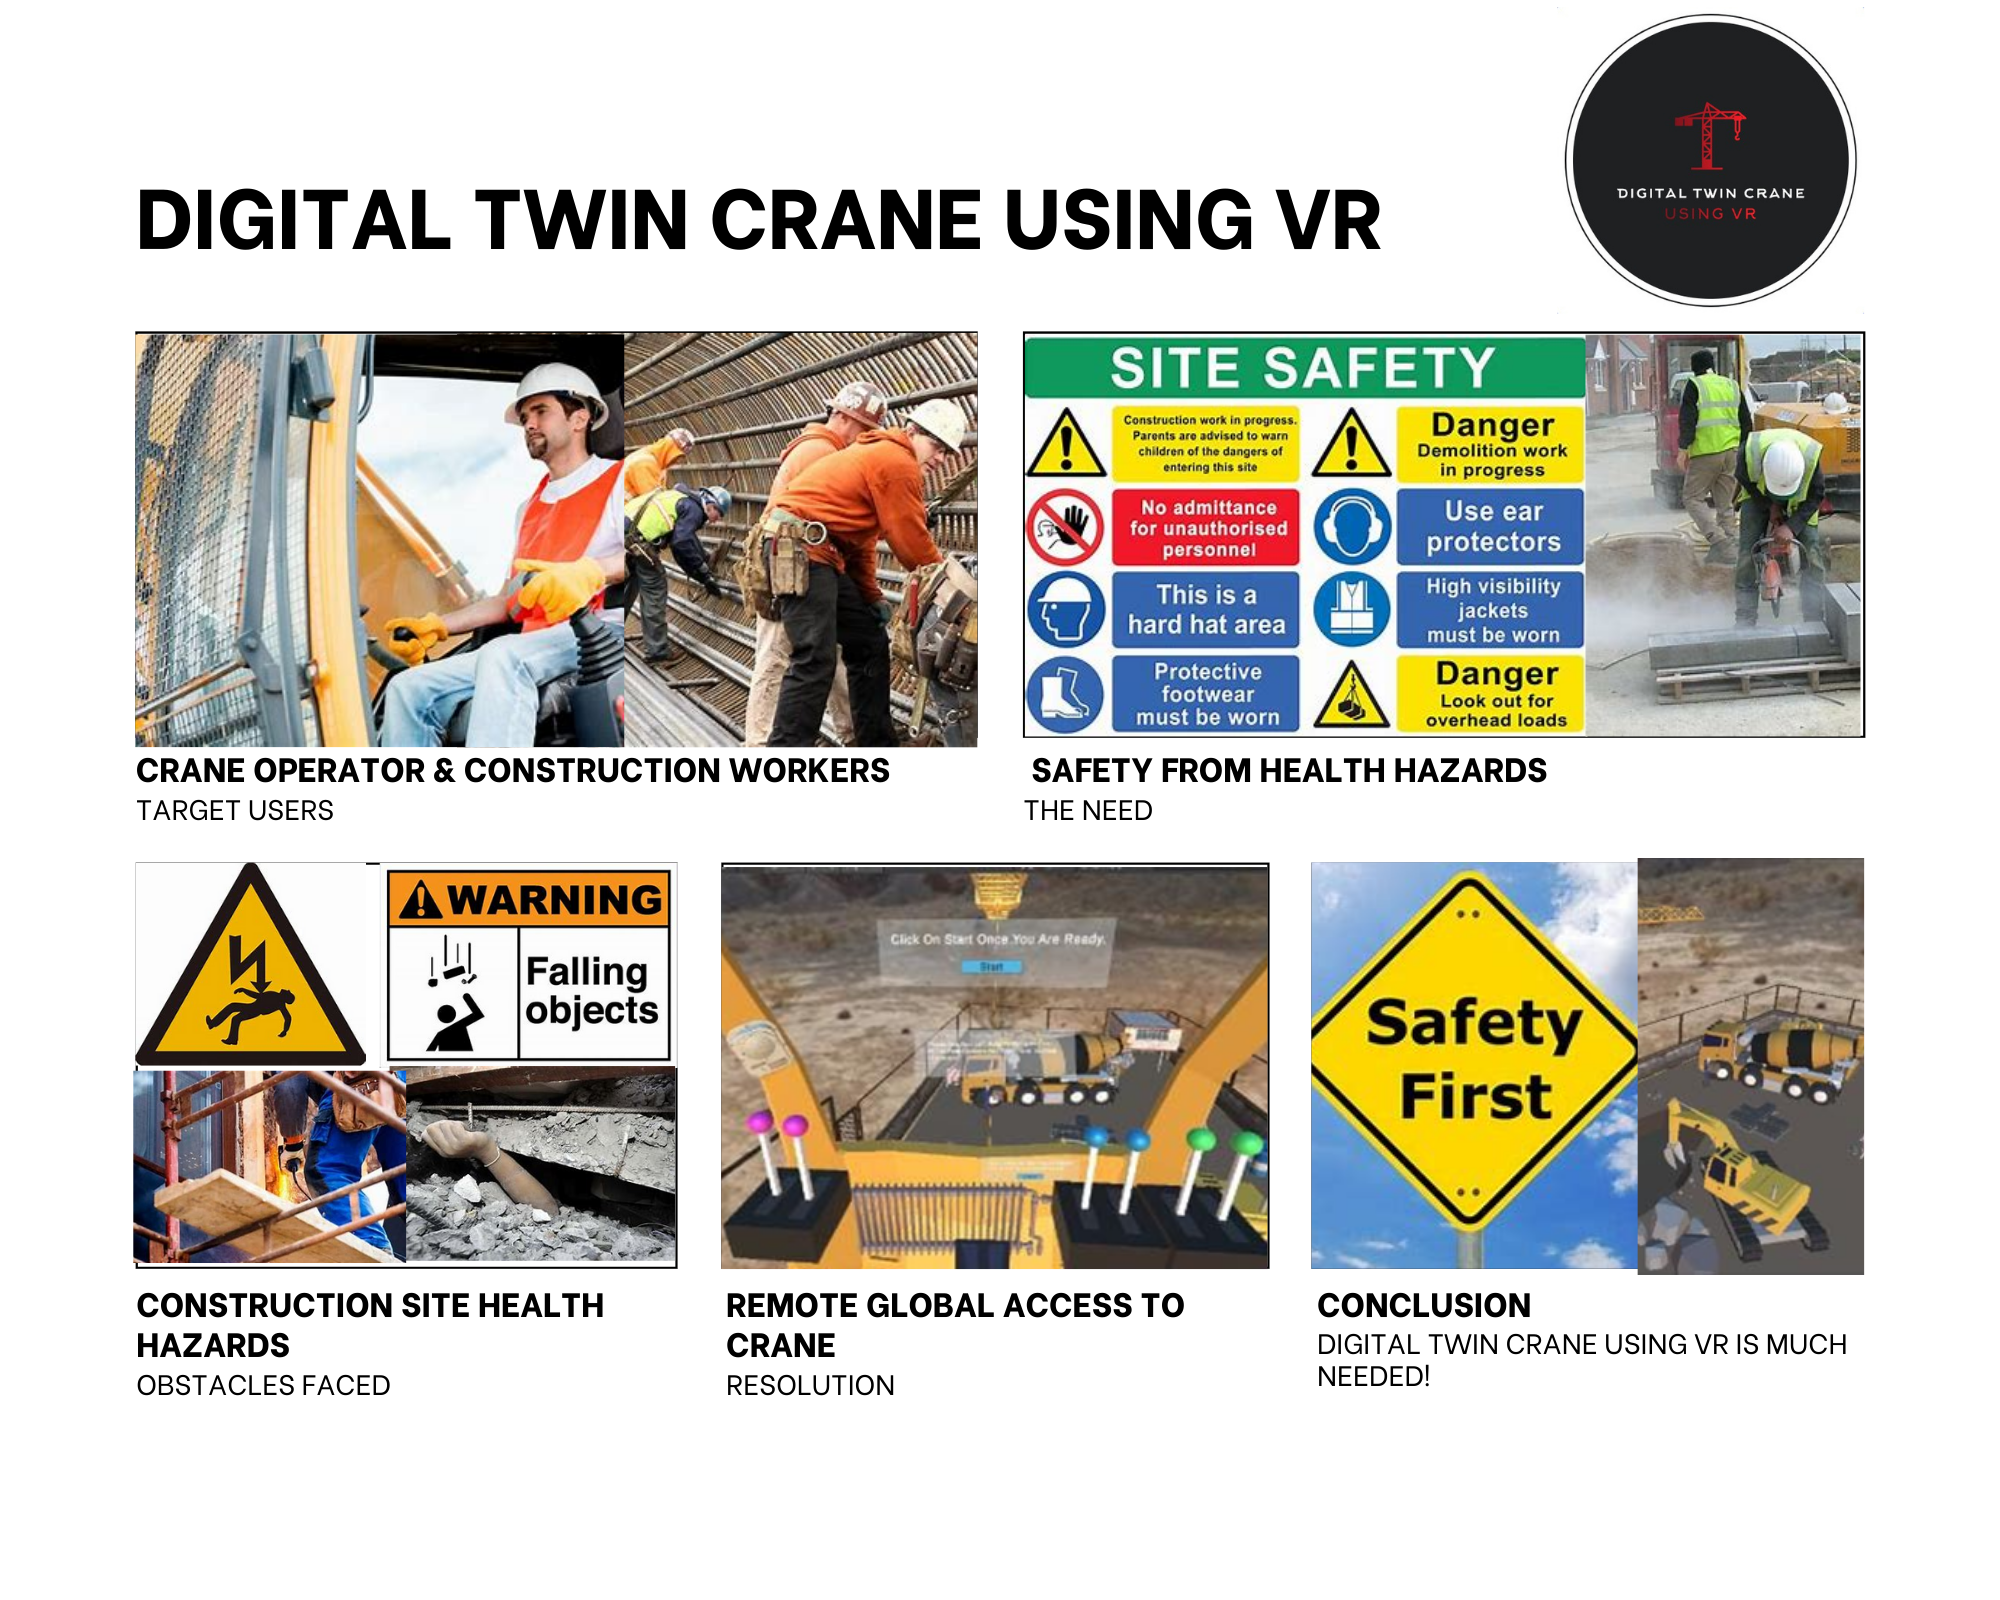 DIGITAL TWIN CRANE
USING VR
DIGITAL TWIN CRANE USING VR
SITE SAFETY
Construction work in progress.
Parents are advised to warn
children of the dangers of
entering this site
Danger
Demolition work
in progress
No admittance
for unauthorised
personnel
Use ear
protectors
This is a
hard hat area
High visibility
jackets
must be worn
Protective
footwear
must be worn
Danger
Look out for
overhead loads
CRANE OPERATOR & CONSTRUCTION WORKERS
TARGET USERS
SAFETY FROM HEALTH HAZARDS
THE NEED
WARNING
Falling
objects
Click On Start Once You Are Ready.
Start
Safety
First
CONSTRUCTION SITE HEALTH
HAZARDS
OBSTACLES FACED
REMOTE GLOBAL ACCESS TO
CRANE
RESOLUTION
CONCLUSION
DIGITAL TWIN CRANE USING VR IS MUCH
NEEDED!